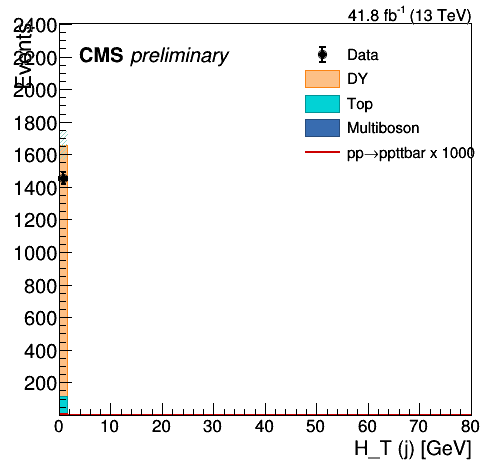 41.8 fb-1 (13 TeV)
Events
CMS preliminary
Data
DY
Top
Multiboson
pp→ppttbar x 1000
2400
2200
2000
1800
1600
1400
1200
1000
800
600
400
200
0 10 20 30 40 50 60 70 80
H_T (j) [GeV]